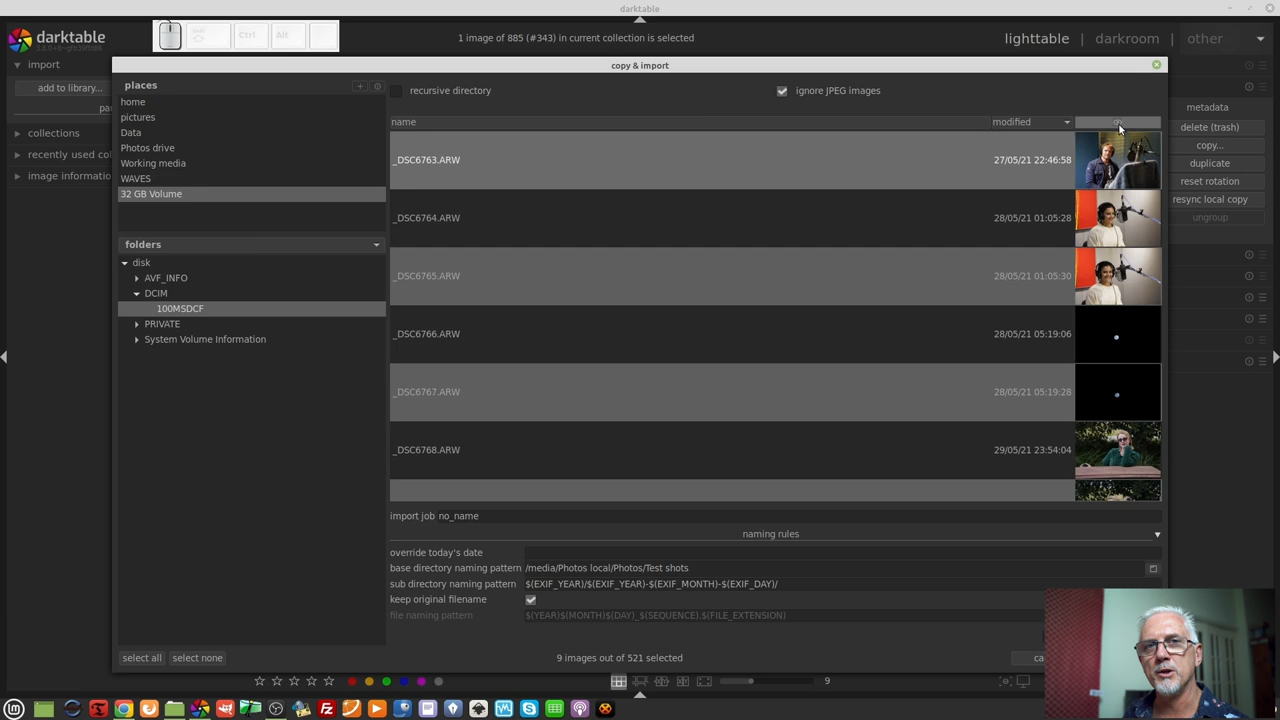 darktable
darktable
1 image of 885 (#343) in current collection is selected
lighttable | darkroom | other
Ctrl
Alt
import
copy & import
add to library...
collections
image informatio
places
home
pictures
Data
Photos drive
Working media
WAVES
32 GB Volume
folders
disk
AVF_INFO
DCIM
100MSDCF
PRIVATE
System Volume Information
recursive directory
ignore JPEG images
name
modified
_DSC6763.ARW 27/05/21 22:46:58
_DSC6764.ARW 28/05/21 01:05:28
_DSC6765.ARW 28/05/21 01:05:30
_DSC6766.ARW 28/05/21 05:19:06
_DSC6767.ARW 28/05/21 05:19:28
_DSC6768.ARW 29/05/21 23:54:04
import job no_name
naming rules
override today's date
base directory naming pattern /media/Photos local/Photos/Test shots
sub directory naming pattern $(EXIF_YEAR)/$(EXIF_YEAR)-$(EXIF_MONTH)-$(EXIF_DAY)/
keep original filename
file naming pattern $(YEAR)$(MONTH)$(DAY)_$(SEQUENCE).$(FILE_EXTENSION)
select all
select none
9 images out of 521 selected
ca
metadata
delete (trash)
copy...
duplicate
reset rotation
resync local copy
ungroup
9